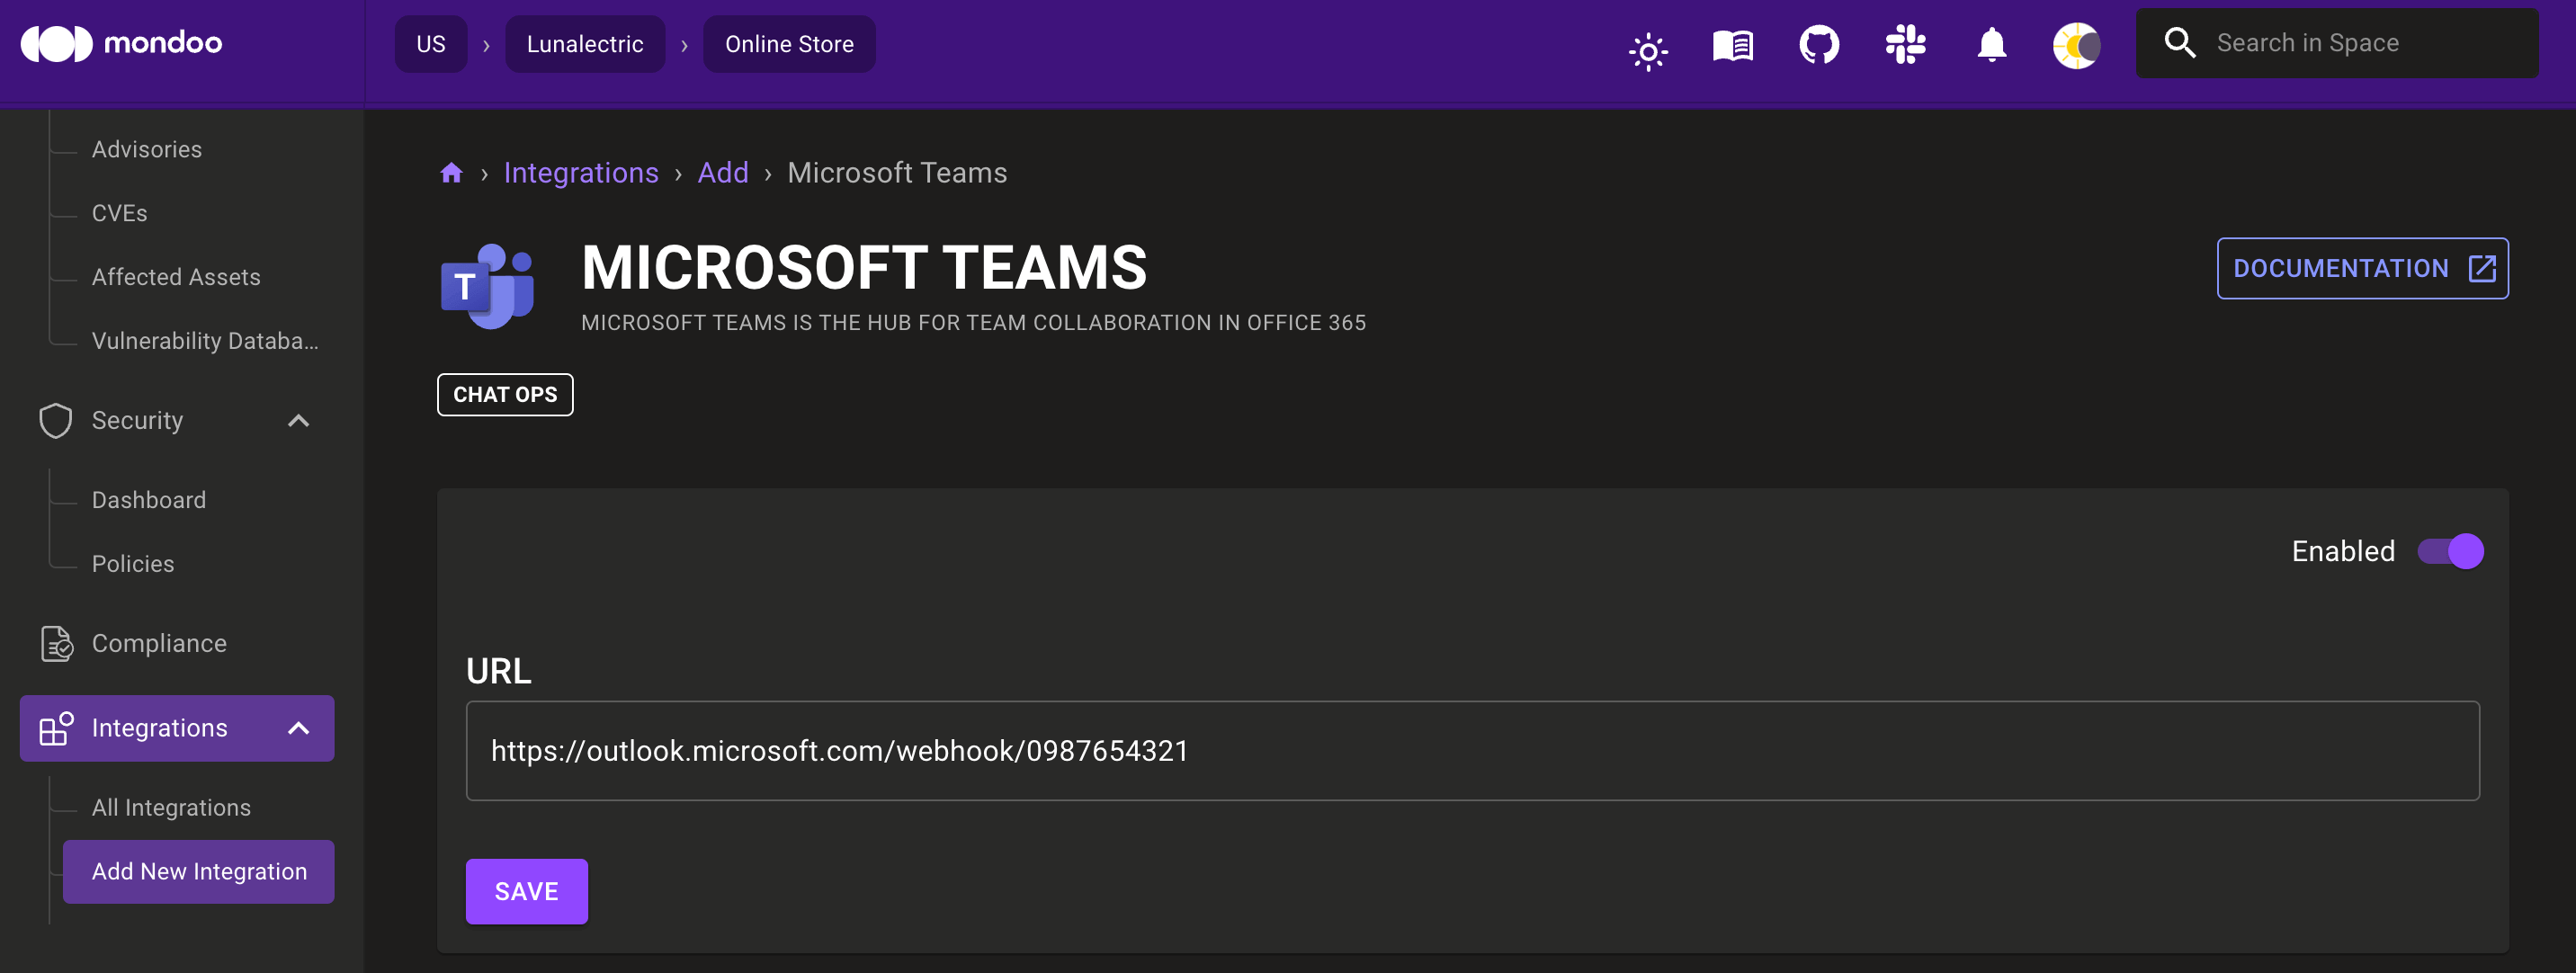 mondoo
US › Lunalectric › Online Store
Search in Space
Advisories
CVEs
Affected Assets
Vulnerability Databa...
Security
Dashboard
Policies
Compliance
Integrations
All Integrations
Add New Integration
› Integrations › Add › Microsoft Teams
T
MICROSOFT TEAMS
MICROSOFT TEAMS IS THE HUB FOR TEAM COLLABORATION IN OFFICE 365
DOCUMENTATION
CHAT OPS
Enabled
URL
https://outlook.microsoft.com/webhook/0987654321
SAVE